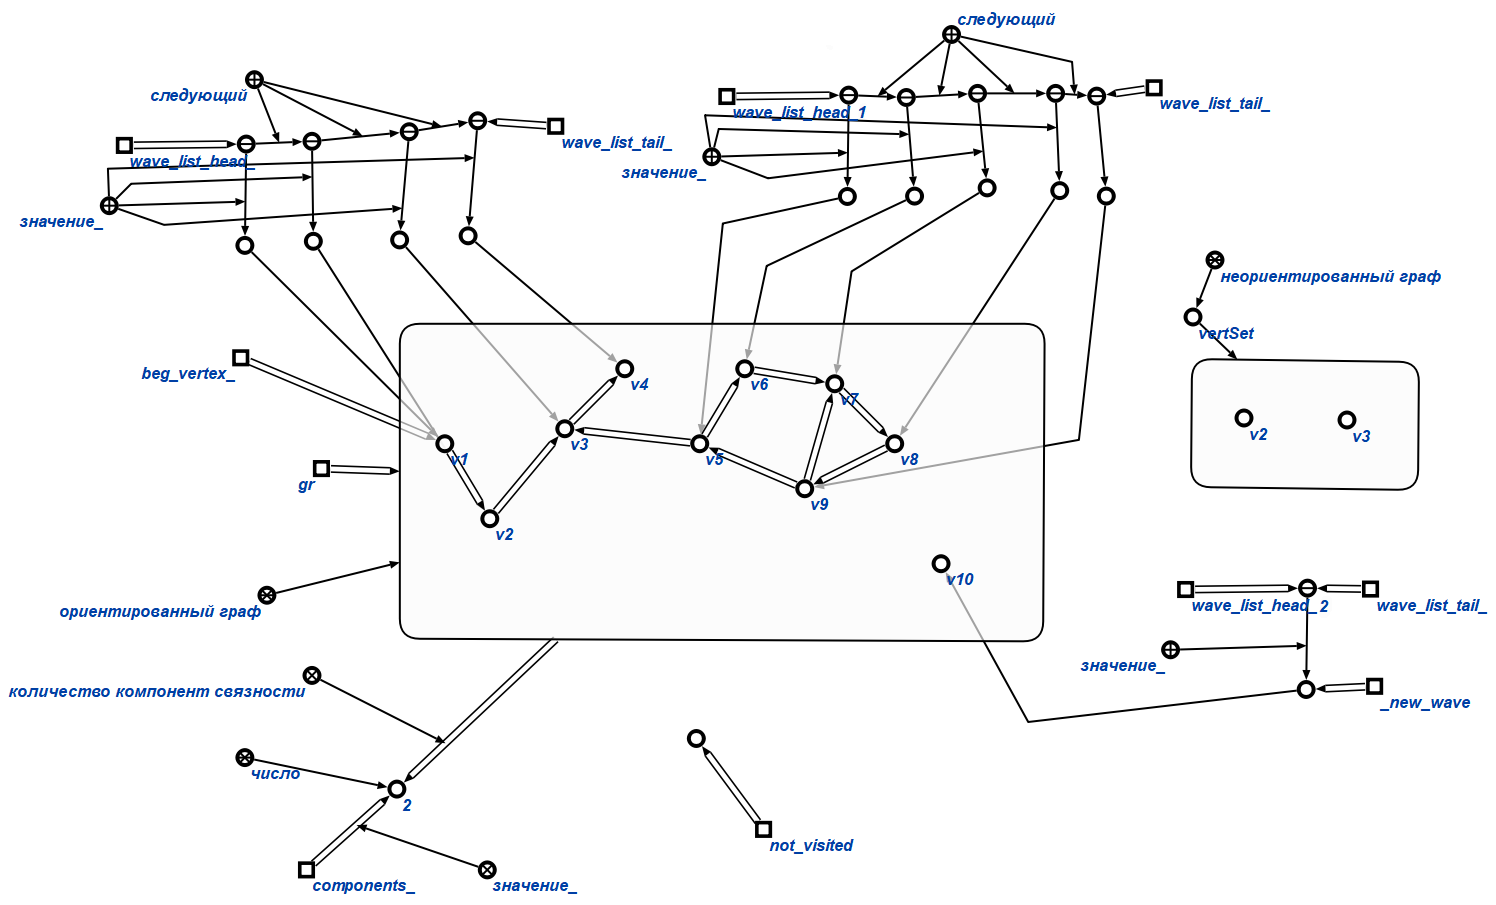 следующий
следующий
wave_list_head_
wave_list_tail_
wave_list_head_1
wave_list_tail_
значение_
значение_
неориентированный граф
vertSet
beg_vertex_
v4
v6
v7
v1
v3
v5
v8
v2
v3
gr
v9
v2
v10
ориентированный граф
wave_list_head_2
wave_list_tail_
значение_
_new_wave
количество компонент связности
число
2
not_visited
components_
значение_